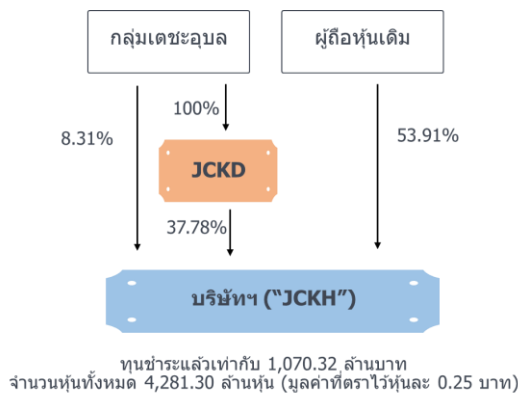 กลุ่มเตชะอุบล
ผู้ถือหุ้นเดิม
100%
8.31%
53.91%
JCKD
37.78%
บริษัทฯ ("JCKH")
ทุนชำระแล้วเท่ากับ 1,070.32 ล้านบาท
จำนวนหุ้นทั้งหมด 4,281.30 ล้านหุ้น (มูลค่าที่ตราไว้หุ้นละ 0.25 บาท)